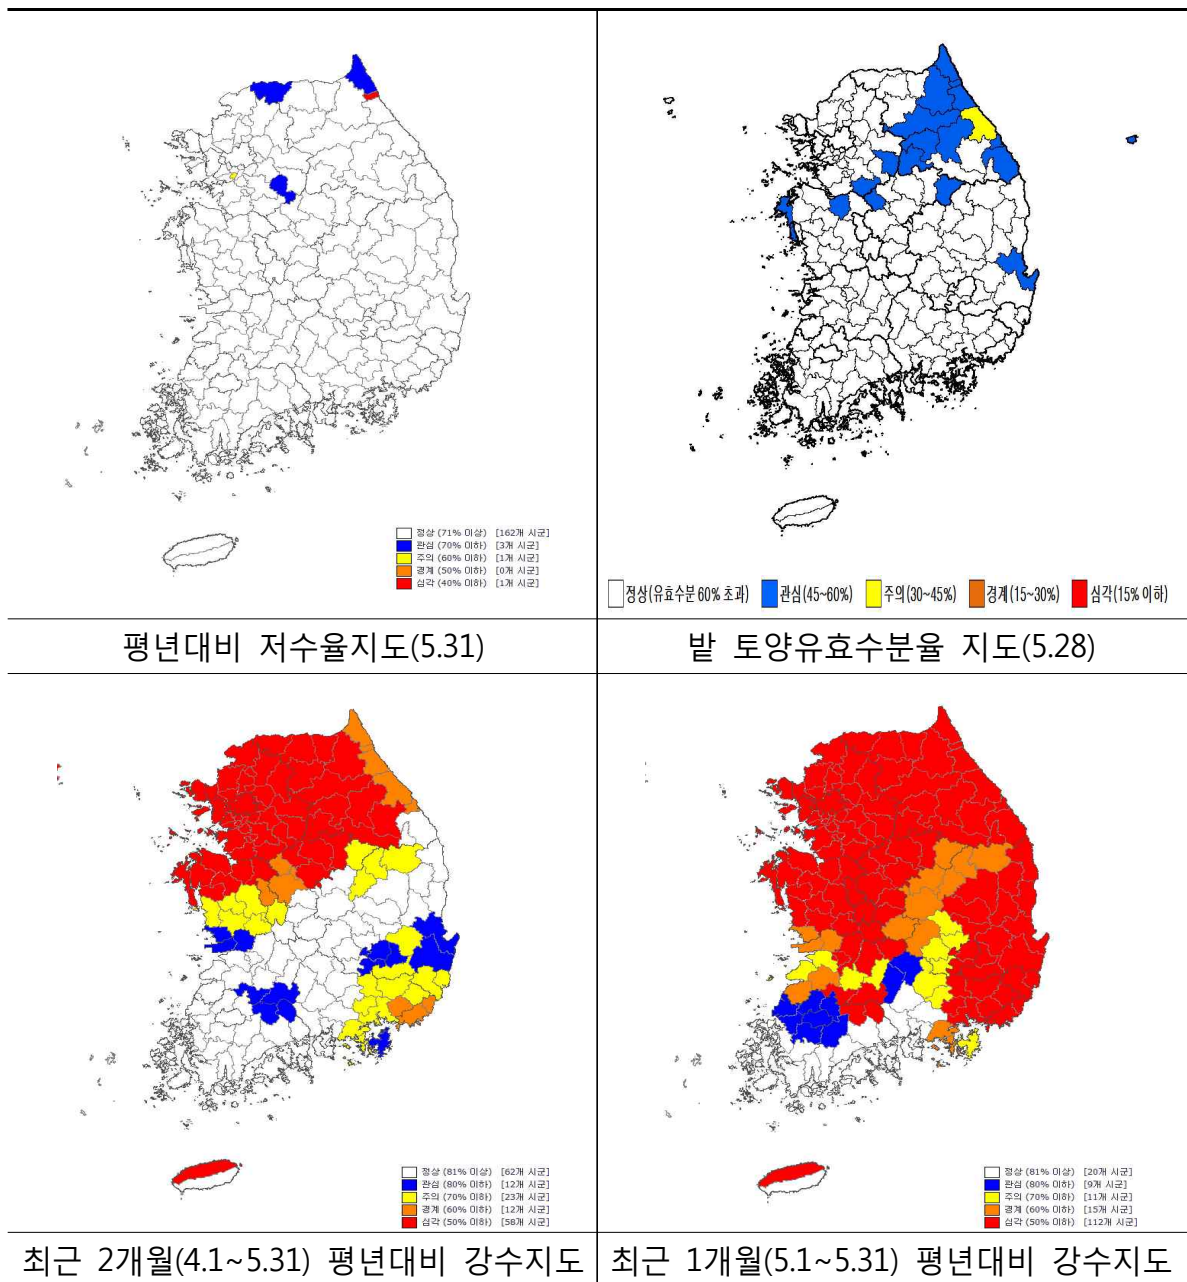 정상 (71% 이상) [162개 시군]
관심 (70% 이하) [3개 시군]
주의 (60% 이하) [1개 시군]
경계 (50% 이하) [0개 시군]
심각 (40% 이하) [1개 시군]
정상(유효수분 60% 초과) 관심(45~60%) 주의(30~45%) 경계(15~30%) 심각(15% 이하)
평년대비 저수율지도(5.31)
밭 토양유효수분율 지도(5.28)
정상 (81% 이상) [62개 시군]
관심 (80% 이하) [12개 시군]
주의 (70% 이하) [23개 시군]
경계 (60% 이하) [12개 시군]
심각 (50% 이하) [58개 시군]
정상 (81% 이상) [20개 시군]
관심 (80% 이하) [9개 시군]
주의 (70% 이하) [11개 시군]
경계 (60% 이하) [15개 시군]
심각 (50% 이하) [112개 시군]
최근 2개월(4.1~5.31) 평년대비 강수지도
최근 1개월(5.1~5.31) 평년대비 강수지도